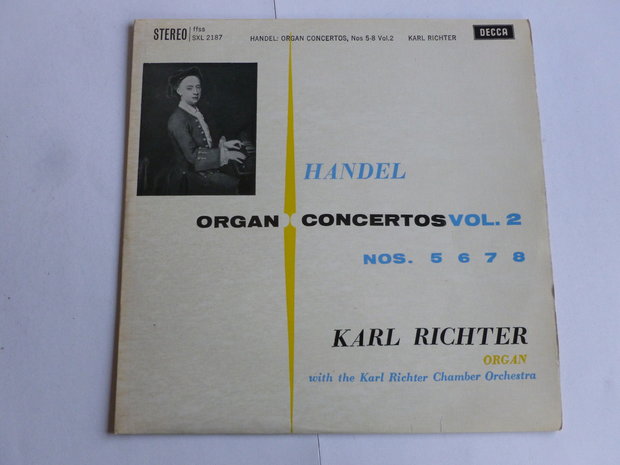 STEREO ffss SXL 2187 HANDEL: ORGAN CONCERTOS, Nos 5-8 Vol.2 KARL RICHTER DECCA
HANDEL
ORGAN CONCERTOS VOL. 2
NOS. 5 6 7 8
KARL RICHTER
ORGAN
with the Karl Richter Chamber Orchestra